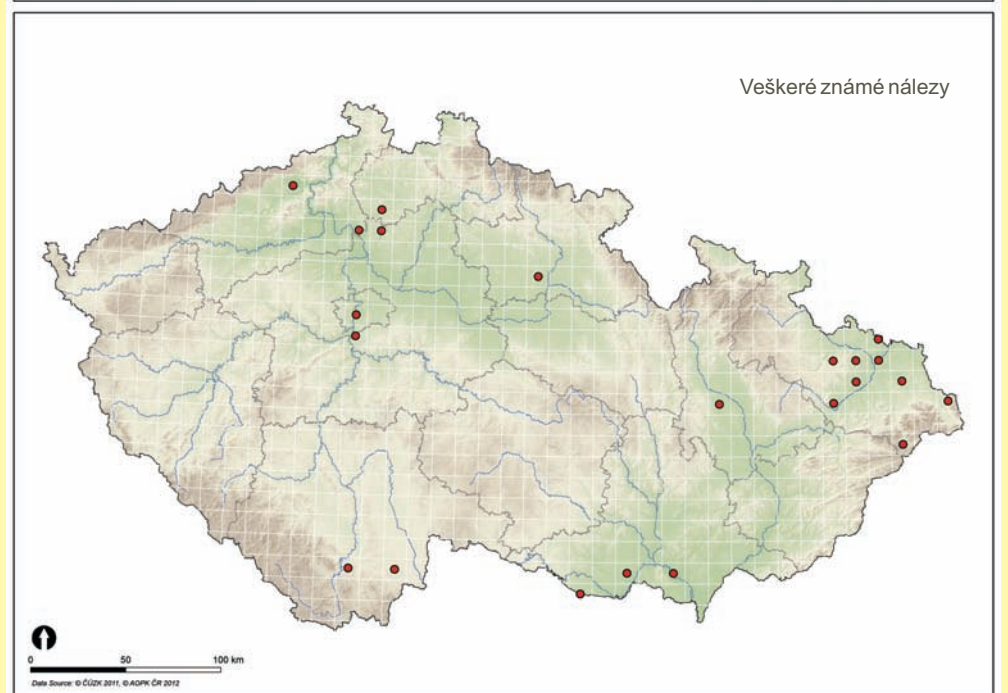 Veškeré známé nálezy
0 50 100 km
Data Source: © ČÚZK 2011, © AOPK ČR 2012